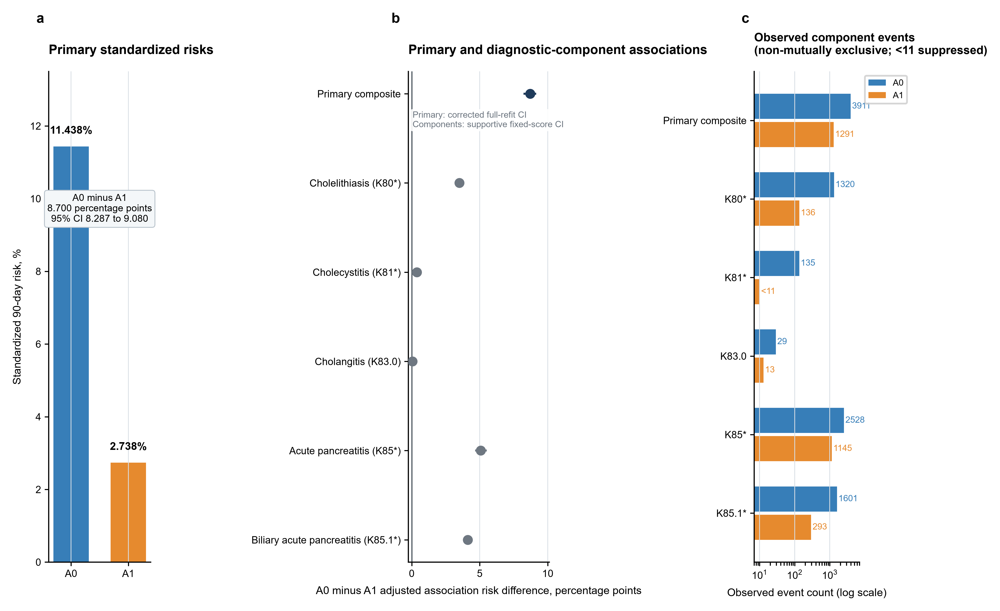 a
Primary standardized risks
Standardized 90-day risk, %
12
10
8
6
4
2
0
11.438%
A0 minus A1
8.700 percentage points
95% CI 8.287 to 9.080
2.738%
A0
A1
b
Primary and diagnostic-component associations
Primary composite
Primary: corrected full-refit CI
Components: supportive fixed-score CI
Cholelithiasis (K80*)
Cholecystitis (K81*)
Cholangitis (K83.0)
Acute pancreatitis (K85*)
Biliary acute pancreatitis (K85.1*)
0
5
10
A0 minus A1 adjusted association risk difference, percentage points
c
Observed component events
(non-mutually exclusive; <11 suppressed)
A0
A1
Primary composite
3911
1291
K80*
1320
136
K81*
135
<11
K83.0
29
13
K85*
2528
1145
K85.1*
1601
293
10¹
10²
10³
Observed event count (log scale)